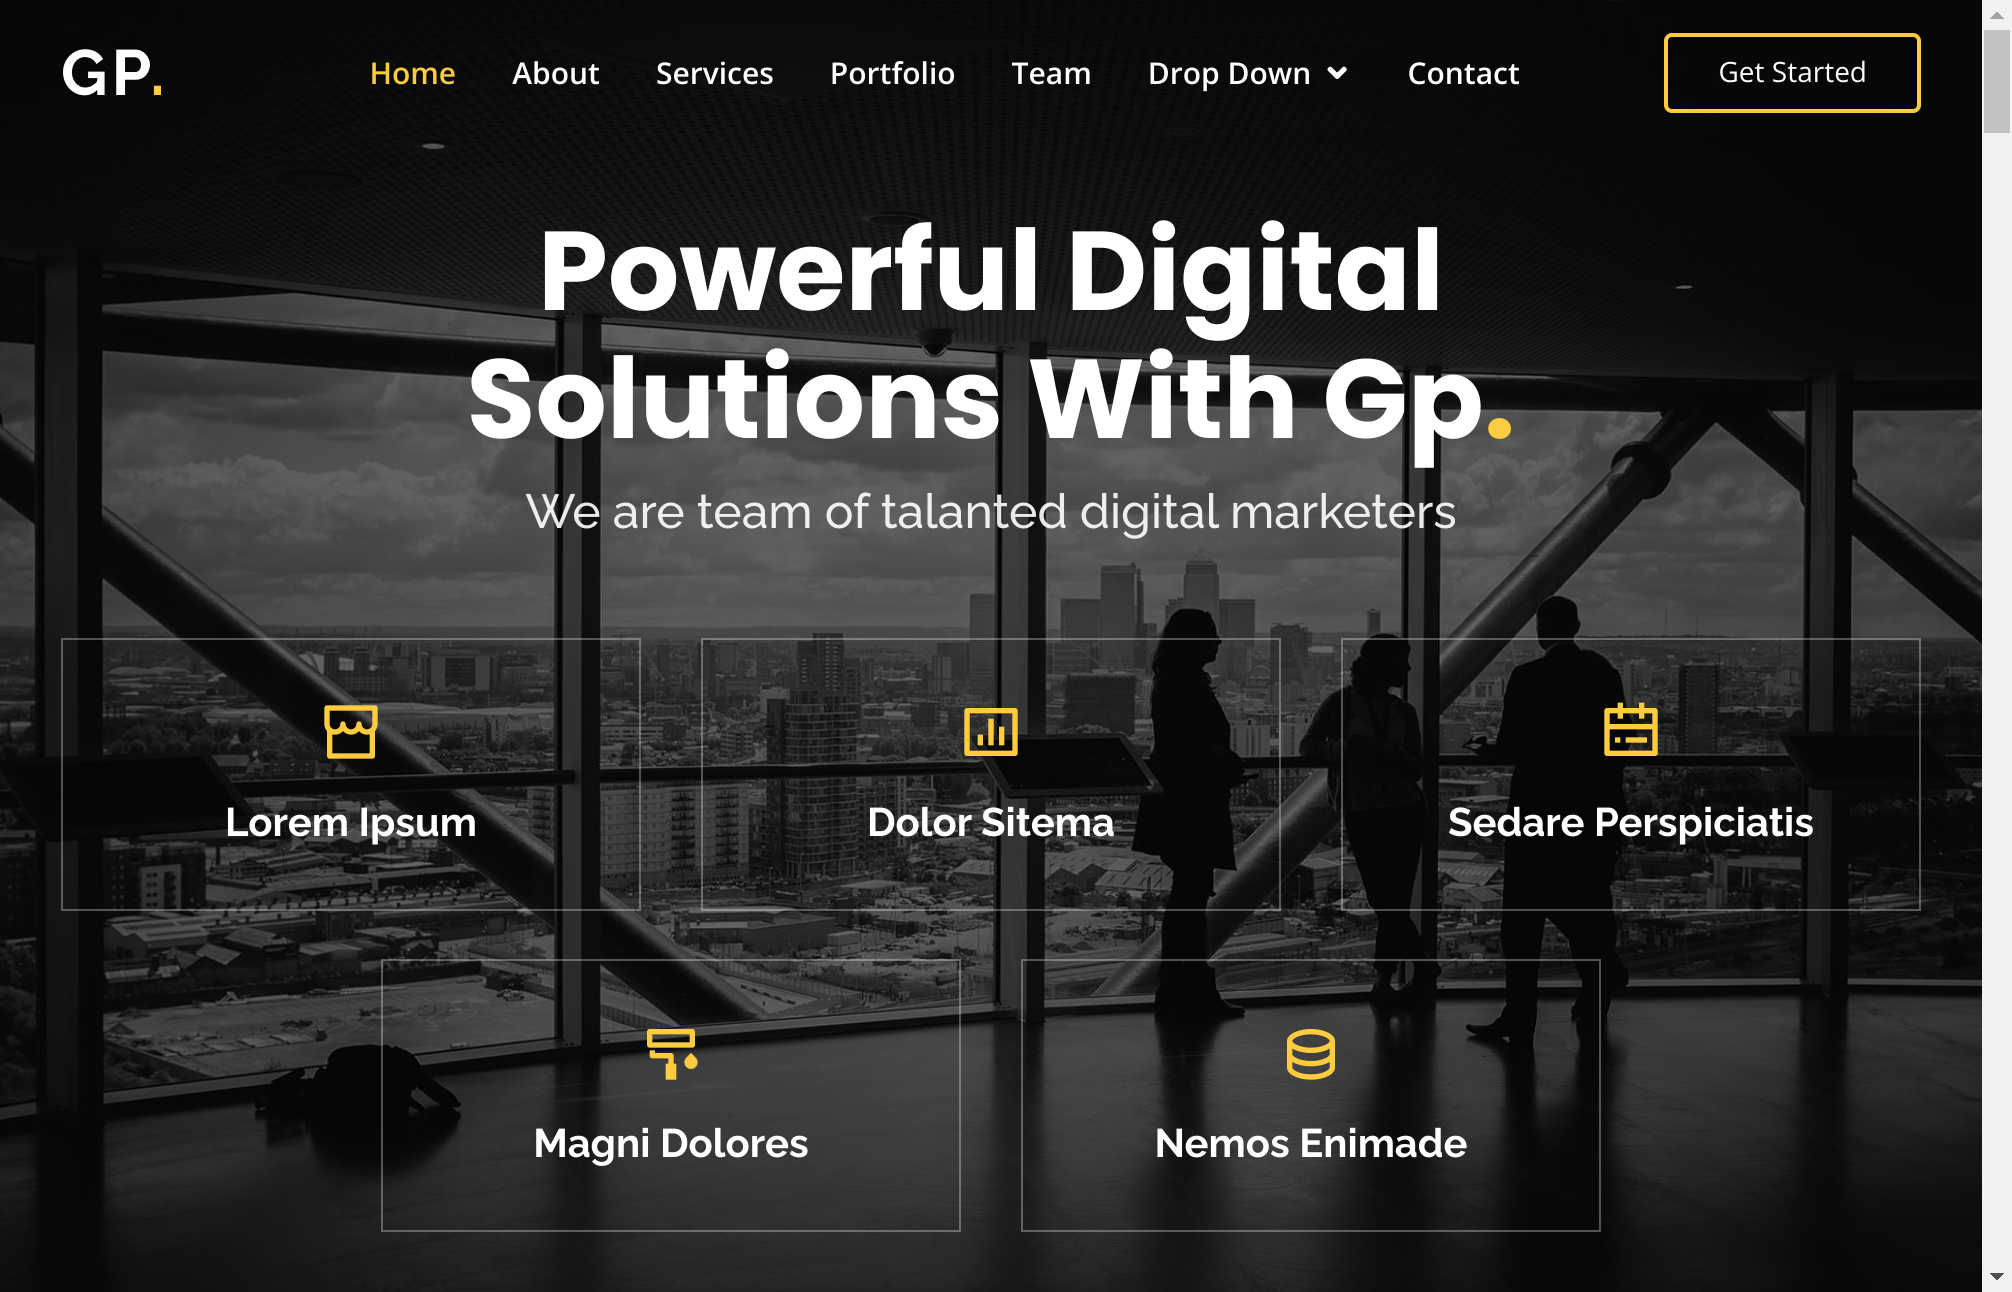 GP.
Home About Services Portfolio Team Drop Down Contact Get Started
Powerful Digital
Solutions With Gp.
We are team of talanted digital marketers
Lorem Ipsum
Dolor Sitema
Sedare Perspiciatis
Magni Dolores
Nemos Enimade